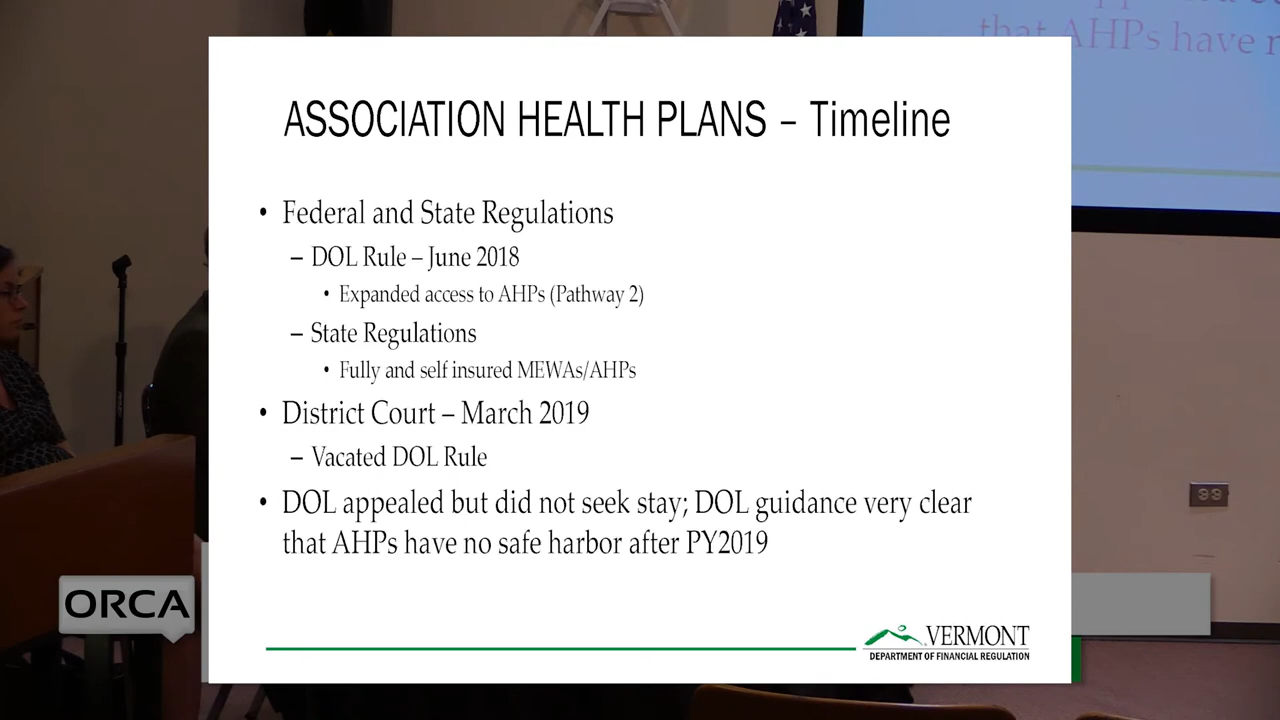 that AHPs have
ASSOCIATION HEALTH PLANS – Timeline
• Federal and State Regulations
– DOL Rule – June 2018
• Expanded access to AHPs (Pathway 2)
– State Regulations
• Fully and self insured MEWAs/AHPs
• District Court – March 2019
– Vacated DOL Rule
• DOL appealed but did not seek stay; DOL guidance very clear
that AHPs have no safe harbor after PY2019
ORCA
VERMONT
DEPARTMENT OF FINANCIAL REGULATION